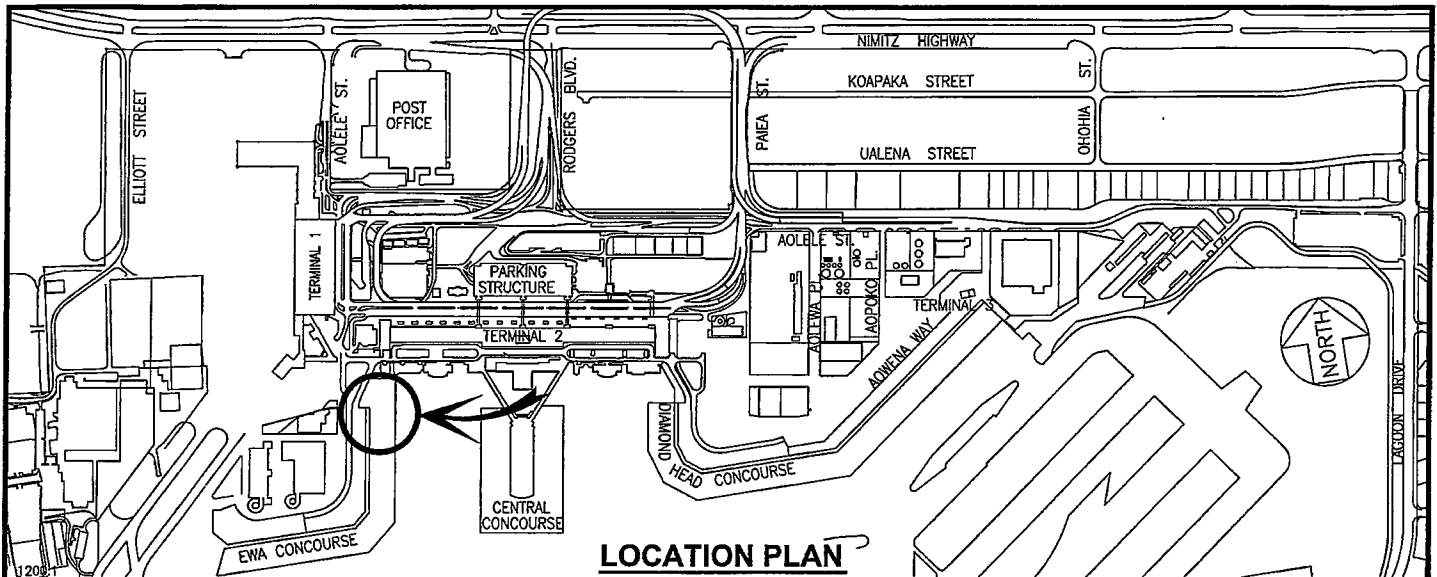 NIMITZ HIGHWAY
KOAPAKA STREET
UALENA STREET
ELLIOTT STREET
AOLELE ST.
POST
OFFICE
RODGERS BLVD.
PAIEA ST.
OHOHIA ST.
TERMINAL 1
PARKING
STRUCTURE
TERMINAL 2
AOLELE ST.
AOLEWA PL.
AOPOKO PL.
TERMINAL 3
AOWENA WAY
NORTH
LAGOON DRIVE
DIAMOND
HEAD CONCOURSE
CENTRAL
CONCOURSE
EWA CONCOURSE
LOCATION PLAN